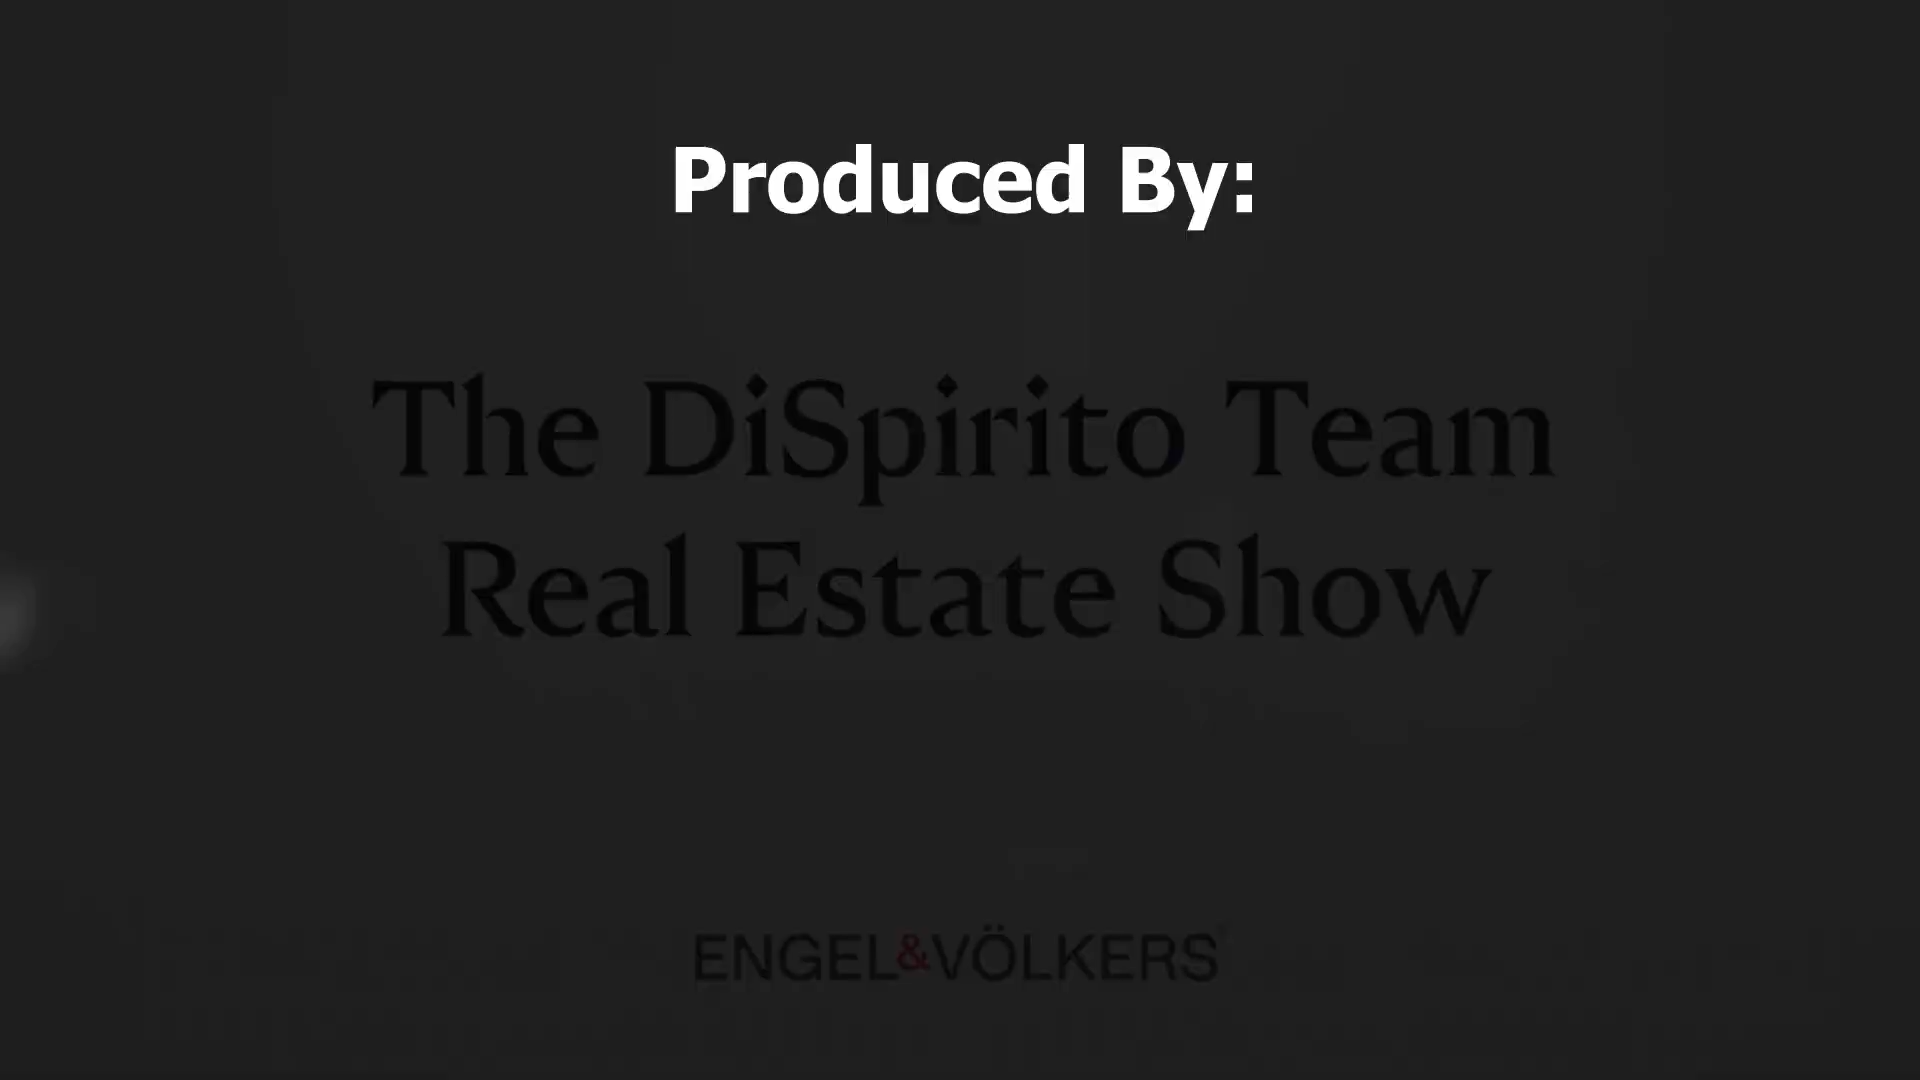 Produced By:
The DiSpirito Team
Real Estate Show
ENGEL&VÖLKERS